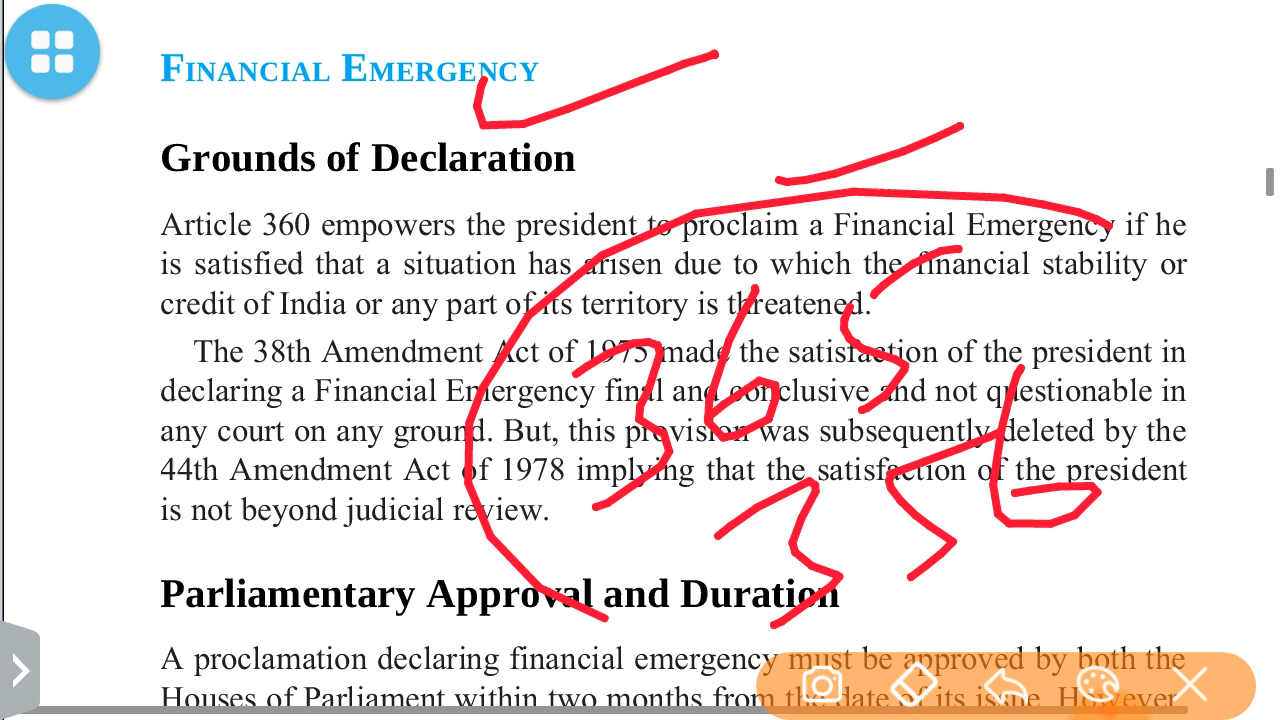 FINANCIAL EMERGENCY
Grounds of Declaration
Article 360 empowers the president to proclaim a Financial Emergency if he
is satisfied that a situation has arisen due to which the financial stability or
credit of India or any part of its territory is threatened.
The 38th Amendment Act of 1975 made the satisfaction of the president in
declaring a Financial Emergency final and conclusive and not questionable in
any court on any ground. But, this provision was subsequently deleted by the
44th Amendment Act of 1978 implying that the satisfaction of the president
is not beyond judicial review.
365
356
Parliamentary Approval and Duration
A proclamation declaring financial emergency must be approved by both the
Houses of Parliament within two months from the date of its issue. However,